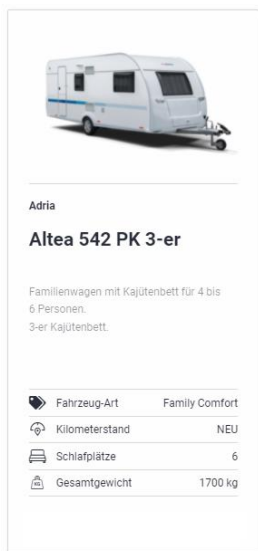 Adria
Altea 542 PK 3-er
Familienwagen mit Kajütenbett für 4 bis
6 Personen.
3-er Kajütenbett.
Fahrzeug-Art Family Comfort
Kilometerstand NEU
Schlafplätze 6
Gesamtgewicht 1700 kg